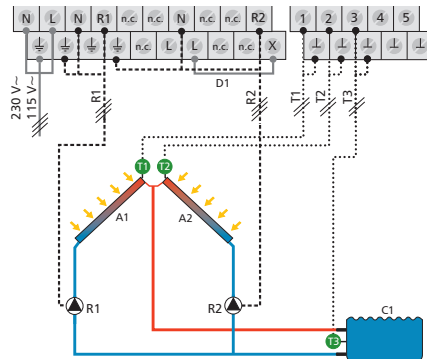 N L N R1 n.c. n.c. N n.c. n.c. R2 1 2 3 4 5
n.c. n.c. L L n.c. n.c. X
D1
230 V~
115 V~
R1
R2
T1
T2
T3
T1 T2
A1 A2
R1 R2
C1
T3